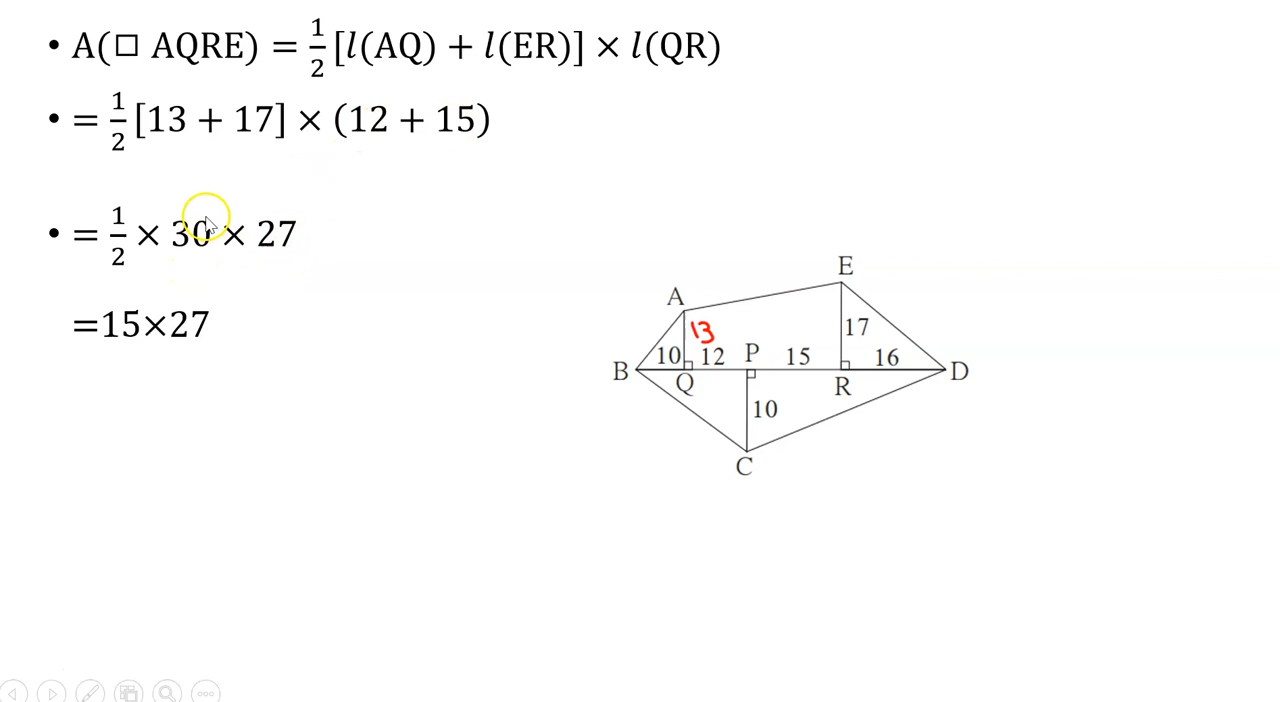 • A(□ AQRE) = 1/2 [l(AQ) + l(ER)] × l(QR)
• = 1/2 [13 + 17] × (12 + 15)
• = 1/2 × 30 × 27
=15×27
E
A
13
17
10 12 P 15 16
B Q R D
10
C